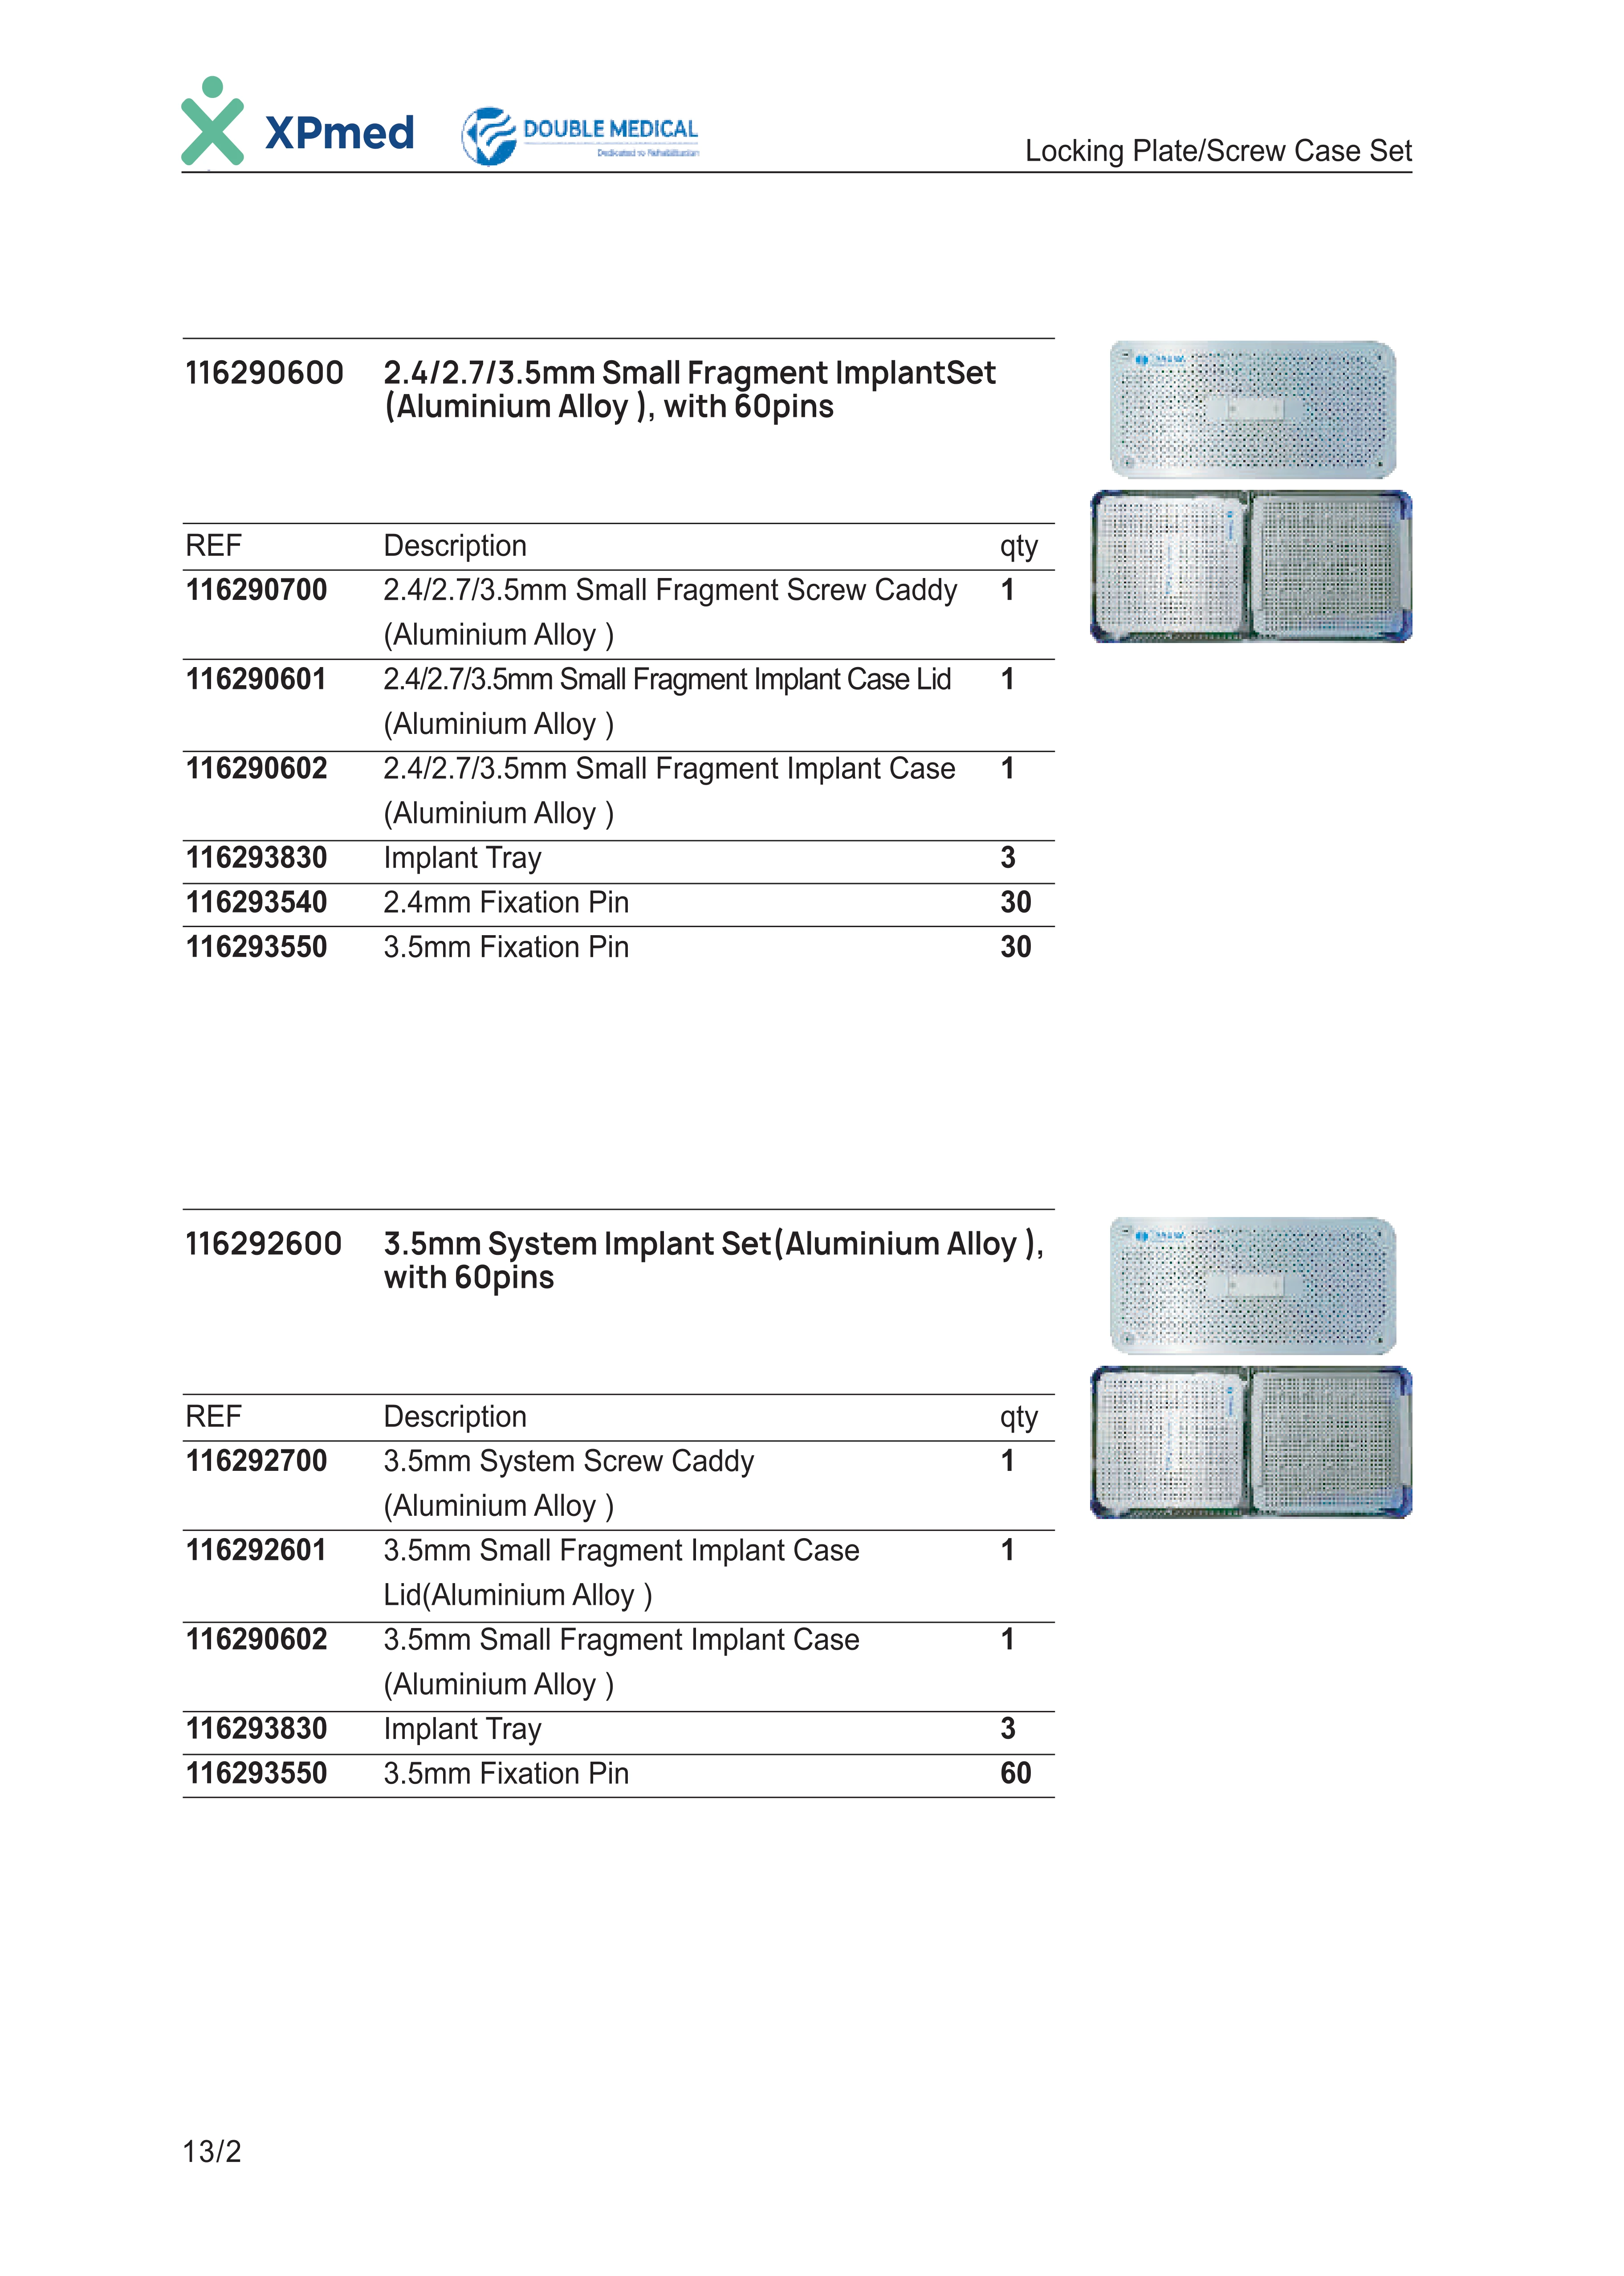 XPmed
DOUBLE MEDICAL
Dedicated to Rehabilitation
Locking Plate/Screw Case Set
116290600 2.4/2.7/3.5mm Small Fragment ImplantSet
(Aluminium Alloy ), with 60pins
REF Description qty
116290700 2.4/2.7/3.5mm Small Fragment Screw Caddy 1
(Aluminium Alloy )
116290601 2.4/2.7/3.5mm Small Fragment Implant Case Lid 1
(Aluminium Alloy )
116290602 2.4/2.7/3.5mm Small Fragment Implant Case 1
(Aluminium Alloy )
116293830 Implant Tray 3
116293540 2.4mm Fixation Pin 30
116293550 3.5mm Fixation Pin 30
116292600 3.5mm System Implant Set(Aluminium Alloy ),
with 60pins
REF Description qty
116292700 3.5mm System Screw Caddy 1
(Aluminium Alloy )
116292601 3.5mm Small Fragment Implant Case 1
Lid(Aluminium Alloy )
116290602 3.5mm Small Fragment Implant Case 1
(Aluminium Alloy )
116293830 Implant Tray 3
116293550 3.5mm Fixation Pin 60
13/2